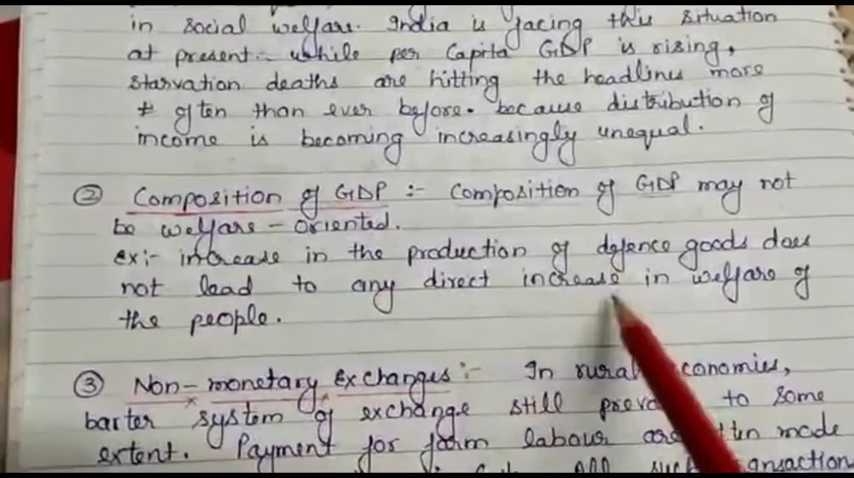 in social welfare. India is facing this situation
at present :- while per Capita GDP is rising,
starvation deaths are hitting the headlines more
often than ever before. because distribution of
income is becoming increasingly unequal.
② Composition of GDP :- Composition of GDP may not
be welfare - oriented.
ex:- increase in the production of defence goods does
not lead to any direct increase in welfare of
the people.
③ Non-monetary exchanges :- In rural economies,
barter system of exchange still to some
extent. Payment for farm labour are made